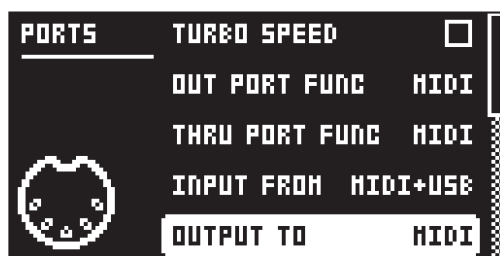 PORTS
TURBO SPEED
OUT PORT FUNC MIDI
THRU PORT FUNC MIDI
INPUT FROM MIDI+USB
OUTPUT TO MIDI